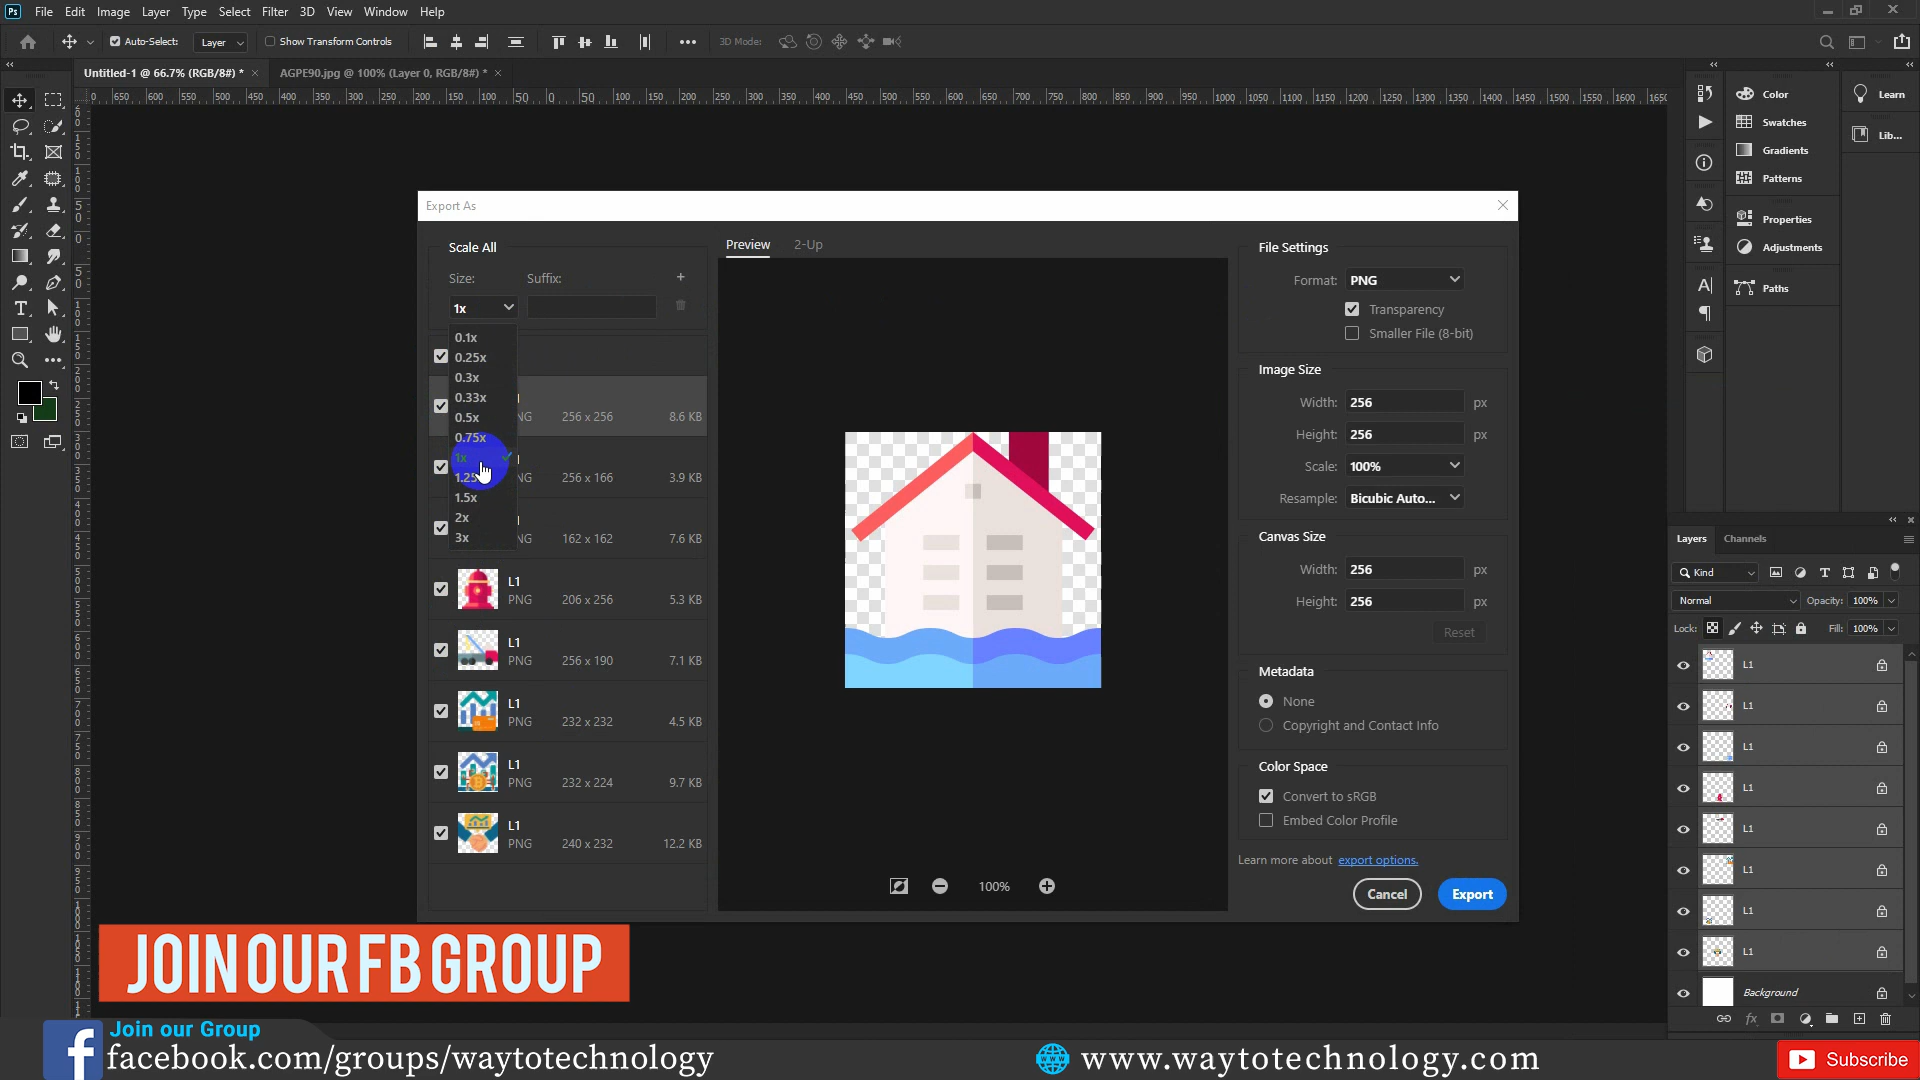 Ps File Edit Image Layer Type Select Filter 3D View Window Help
Auto-Select: Layer Show Transform Controls 3D Mode:
Untitled-1 @ 66.7% (RGB/8#) * AGPE90.jpg @ 100% (Layer 0, RGB/8#) *
Color
Swatches
Gradients
Patterns
Properties
Adjustments
Paths
Learn
Lib...
Export As
Scale All
Size: Suffix:
1x
0.1x
0.25x
0.3x
0.33x
0.5x
0.75x
1x
1.25
1.5x
2x
3x
NG 256 x 256 8.6 KB
NG 256 x 166 3.9 KB
NG 162 x 162 7.6 KB
L1
PNG 206 x 256 5.3 KB
L1
PNG 256 x 190 7.1 KB
L1
PNG 232 x 232 4.5 KB
L1
PNG 232 x 224 9.7 KB
L1
PNG 240 x 232 12.2 KB
Preview 2-Up
100%
File Settings
Format: PNG
Transparency
Smaller File (8-bit)
Image Size
Width: 256 px
Height: 256 px
Scale: 100%
Resample: Bicubic Auto...
Canvas Size
Width: 256 px
Height: 256 px
Reset
Metadata
None
Copyright and Contact Info
Color Space
Convert to sRGB
Embed Color Profile
Learn more about export options.
Cancel Export
Layers Channels
Kind
Normal Opacity: 100%
Lock: Fill: 100%
L1
L1
L1
L1
L1
L1
L1
L1
Background
JOIN OUR FB GROUP
Join our Group
facebook.com/groups/waytotechnology
www.waytotechnology.com
Subscribe